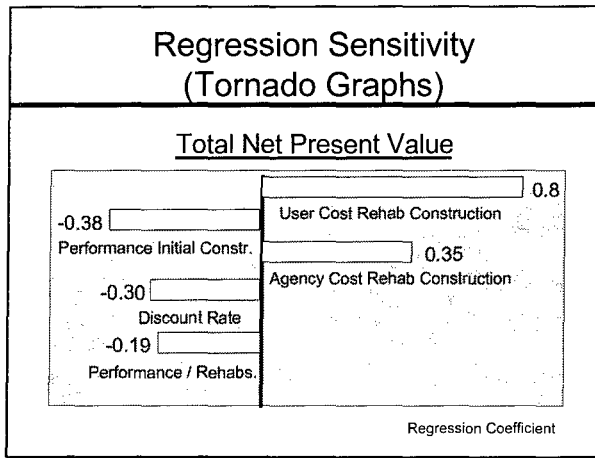 Regression Sensitivity
(Tornado Graphs)
Total Net Present Value
0.8
User Cost Rehab Construction
-0.38
Performance Initial Constr.
0.35
Agency Cost Rehab Construction
-0.30
Discount Rate
-0.19
Performance / Rehabs.
Regression Coefficient